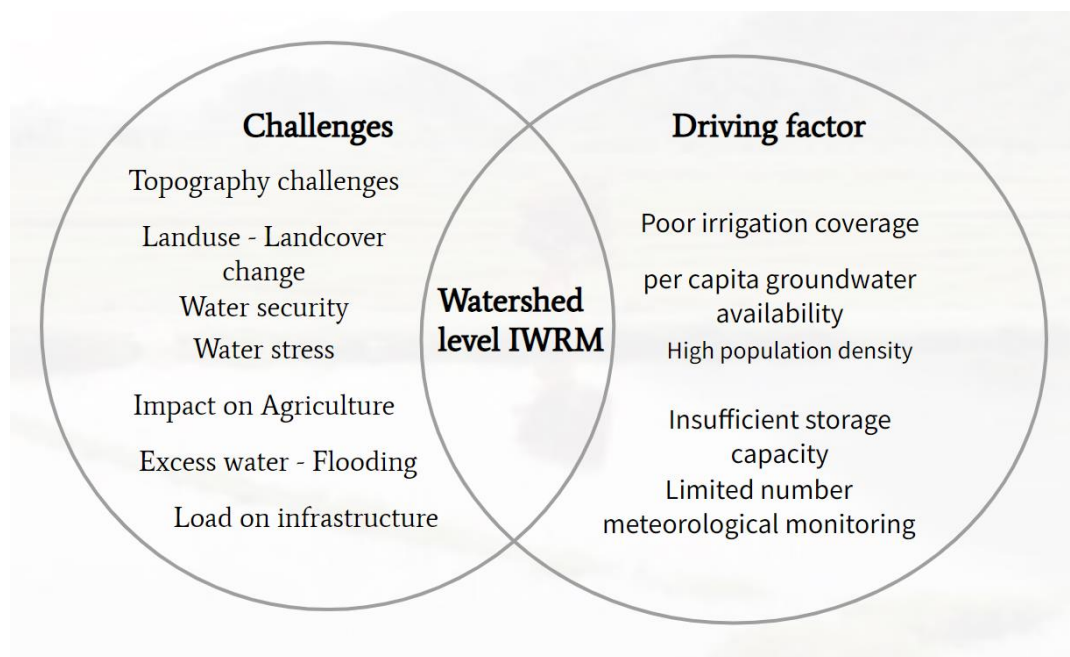 Challenges
Topography challenges
Landuse - Landcover
change
Water security
Water stress
Impact on Agriculture
Excess water - Flooding
Load on infrastructure
Watershed
level IWRM
Driving factor
Poor irrigation coverage
per capita groundwater
availability
High population density
Insufficient storage
capacity
Limited number
meteorological monitoring